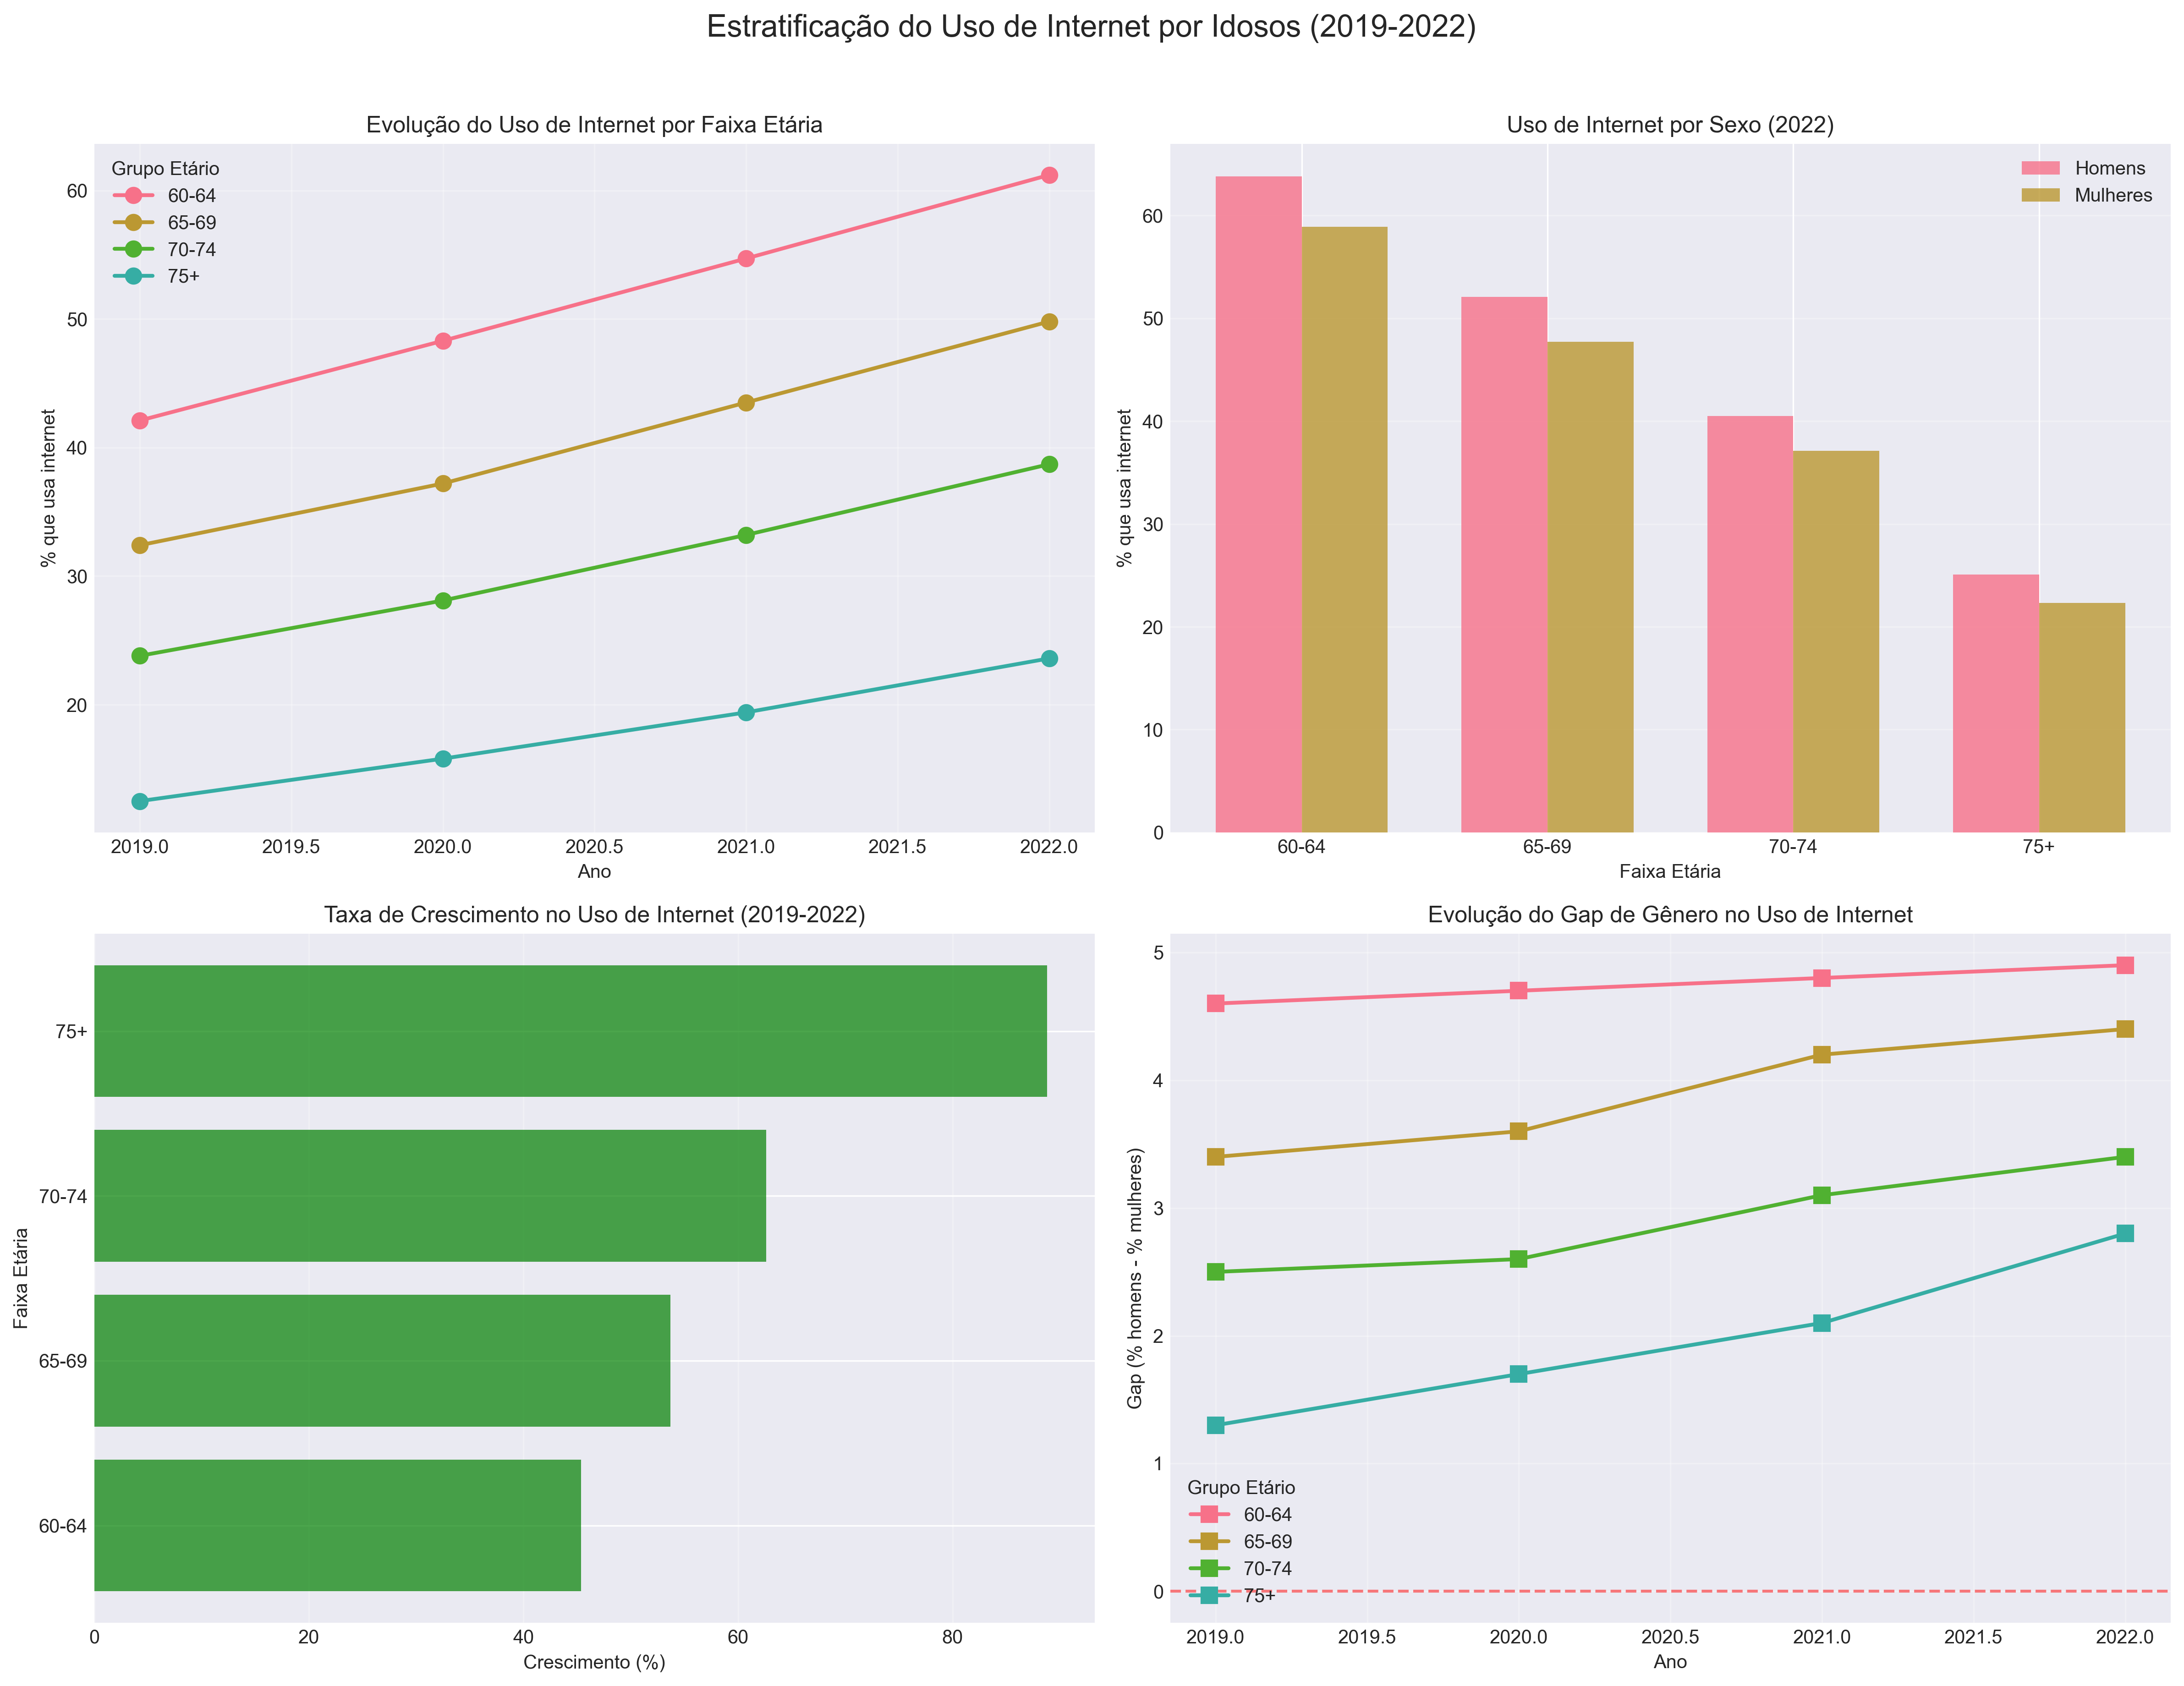 Estratificação do Uso de Internet por Idosos (2019-2022)
Evolução do Uso de Internet por Faixa Etária
Grupo Etário
60-64
65-69
70-74
75+
60
50
40
30
20
% que usa internet
2019.0 2019.5 2020.0 2020.5 2021.0 2021.5 2022.0
Ano
Uso de Internet por Sexo (2022)
Homens
Mulheres
60
50
40
30
20
10
0
% que usa internet
60-64 65-69 70-74 75+
Faixa Etária
Taxa de Crescimento no Uso de Internet (2019-2022)
75+
70-74
65-69
60-64
Faixa Etária
0 20 40 60 80
Crescimento (%)
Evolução do Gap de Gênero no Uso de Internet
5
4
3
2
1
0
Gap (% homens - % mulheres)
Grupo Etário
60-64
65-69
70-74
75+
2019.0 2019.5 2020.0 2020.5 2021.0 2021.5 2022.0
Ano